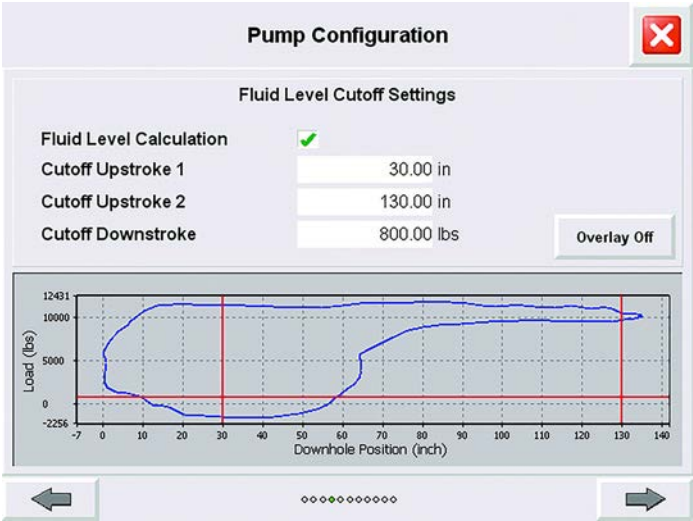 Pump Configuration
Fluid Level Cutoff Settings
Fluid Level Calculation
Cutoff Upstroke 1 30.00 in
Cutoff Upstroke 2 130.00 in
Cutoff Downstroke 800.00 lbs
Overlay Off
Load (lbs)
12431
10000
5000
0
-2256
-7 0 10 20 30 40 50 60 70 80 90 100 110 120 130 140
Downhole Position (inch)